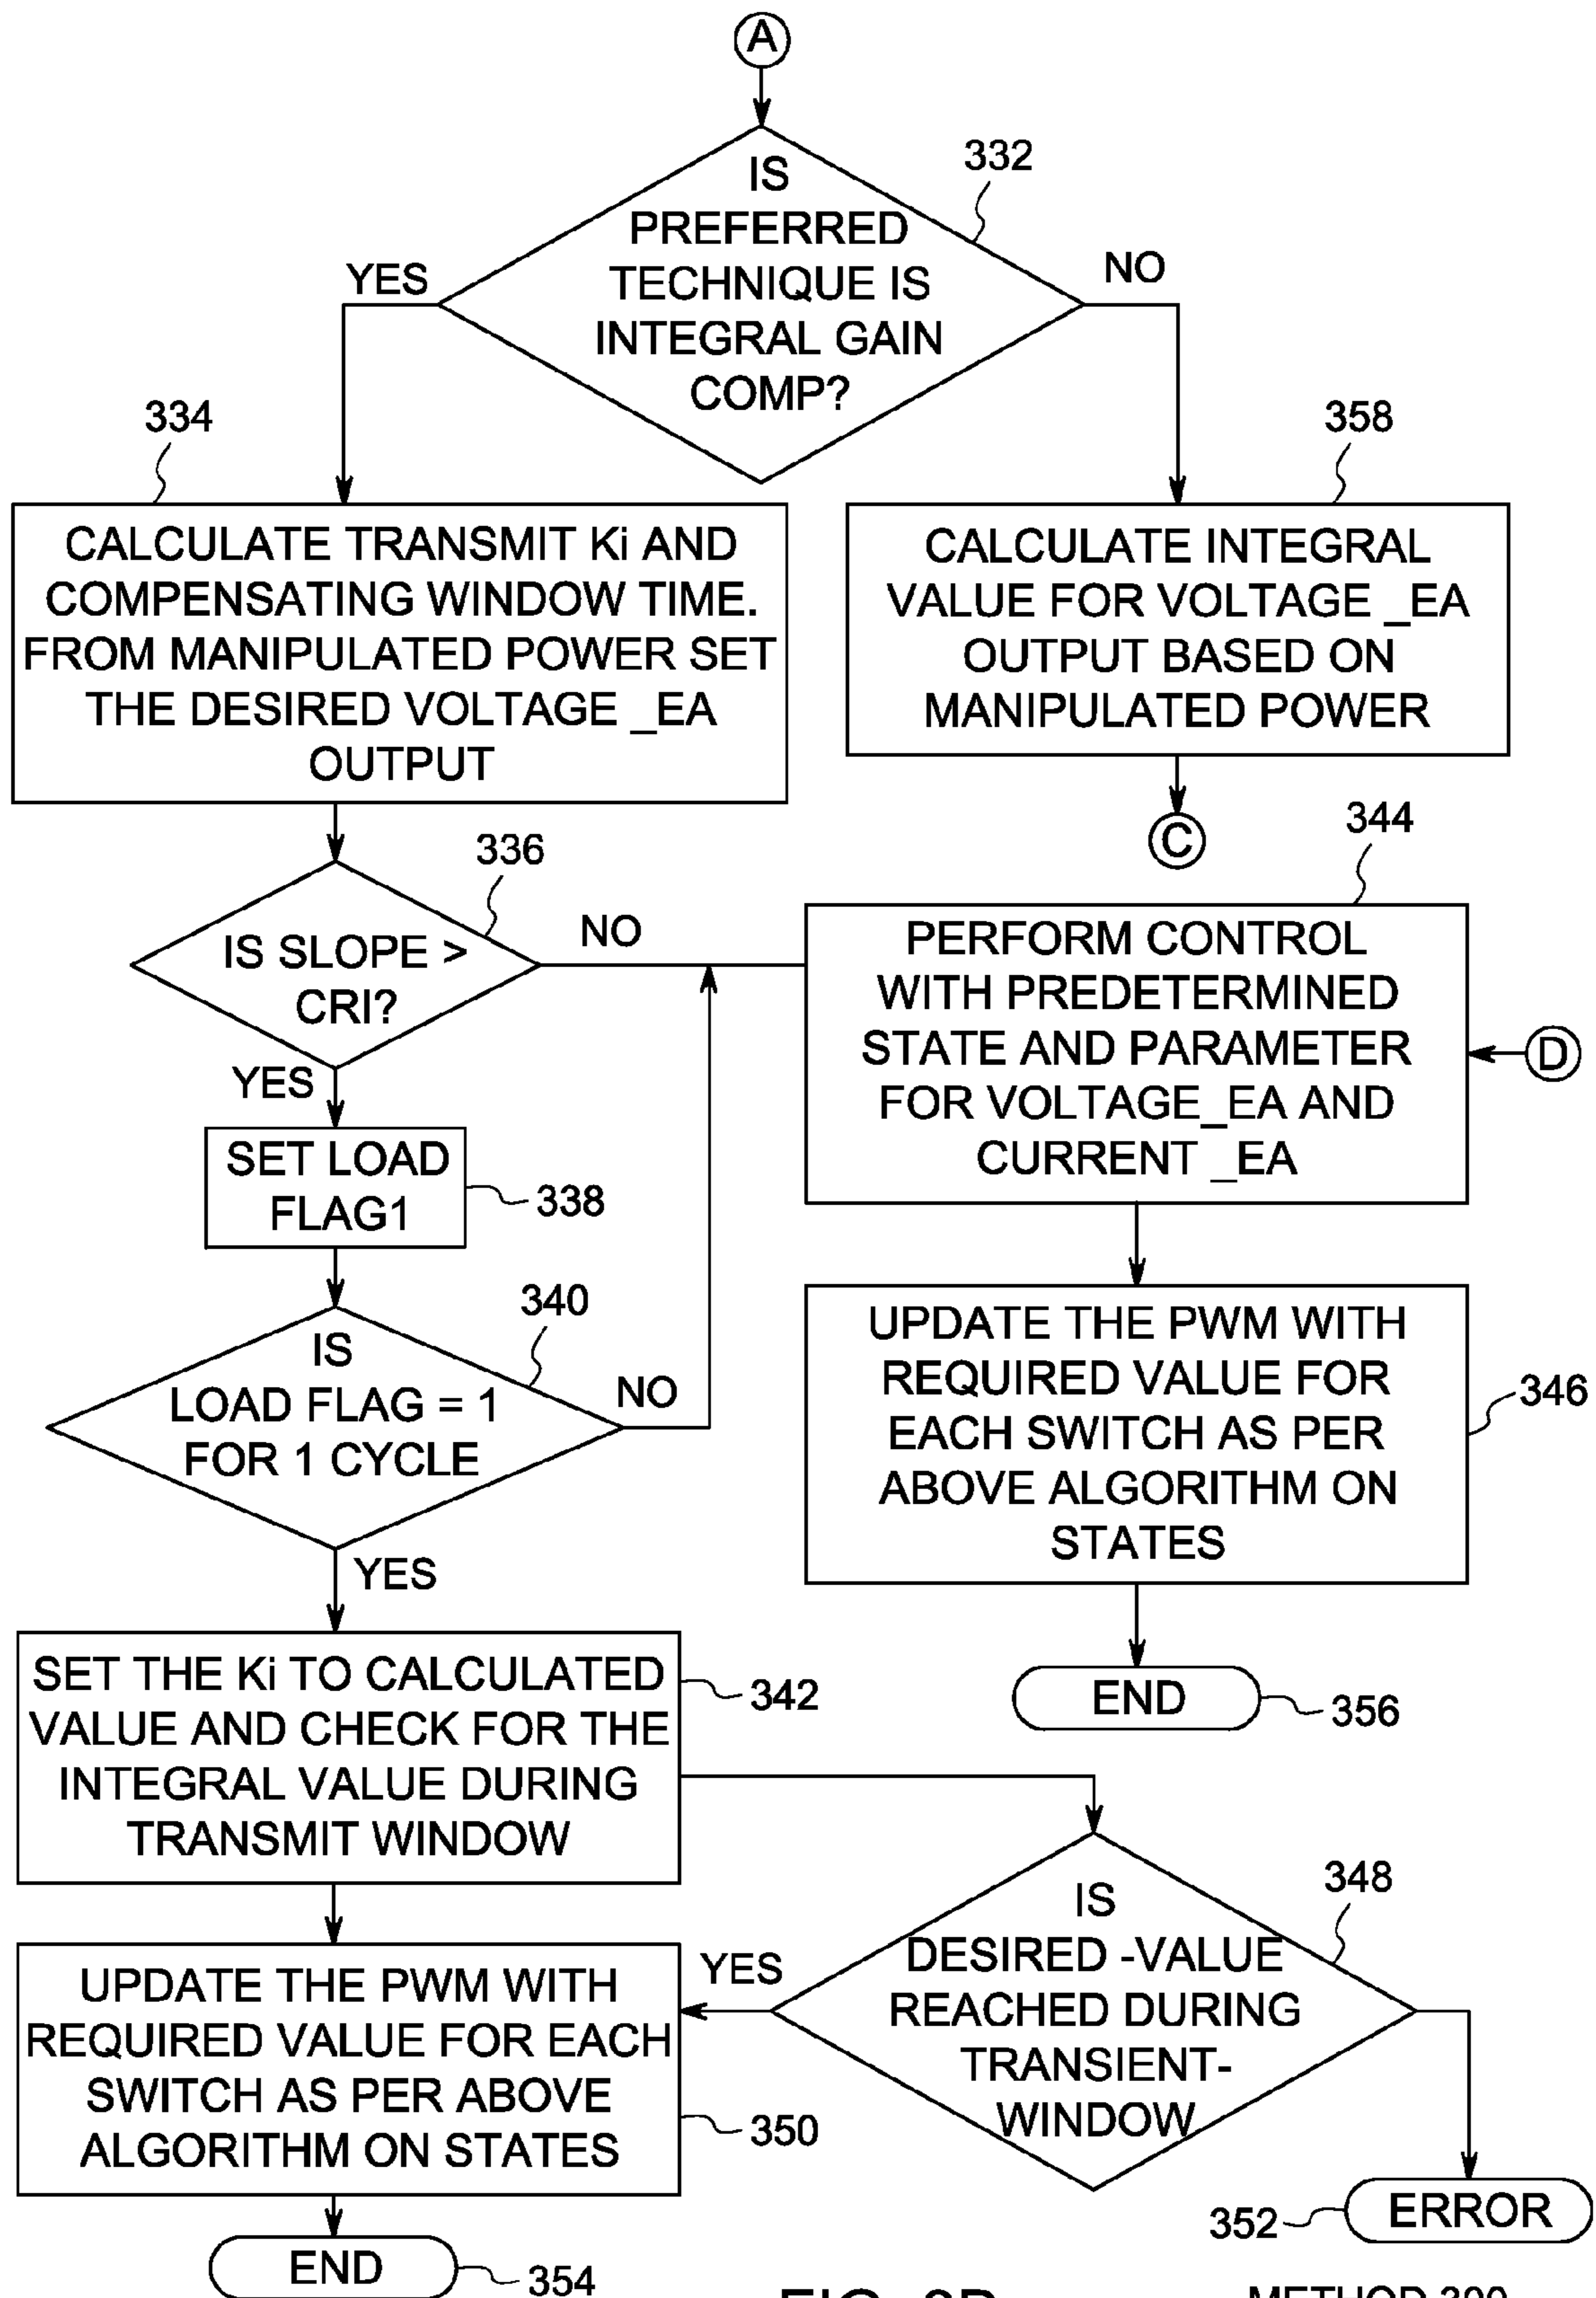 A
332
IS
PREFERRED
TECHNIQUE IS
INTEGRAL GAIN
COMP?
YES
NO
334
CALCULATE TRANSMIT Ki AND
COMPENSATING WINDOW TIME.
FROM MANIPULATED POWER SET
THE DESIRED VOLTAGE _EA
OUTPUT
358
CALCULATE INTEGRAL
VALUE FOR VOLTAGE _EA
OUTPUT BASED ON
MANIPULATED POWER
C
336
IS SLOPE >
CRI?
NO
YES
344
PERFORM CONTROL
WITH PREDETERMINED
STATE AND PARAMETER
FOR VOLTAGE_EA AND
CURRENT _EA
D
SET LOAD
FLAG1
338
340
IS
LOAD FLAG = 1
FOR 1 CYCLE
NO
YES
UPDATE THE PWM WITH
REQUIRED VALUE FOR
EACH SWITCH AS PER
ABOVE ALGORITHM ON
STATES
346
END
356
SET THE Ki TO CALCULATED
VALUE AND CHECK FOR THE
INTEGRAL VALUE DURING
TRANSMIT WINDOW
342
348
IS
DESIRED -VALUE
REACHED DURING
TRANSIENT-
WINDOW
YES
UPDATE THE PWM WITH
REQUIRED VALUE FOR EACH
SWITCH AS PER ABOVE
ALGORITHM ON STATES
350
352
ERROR
END
354